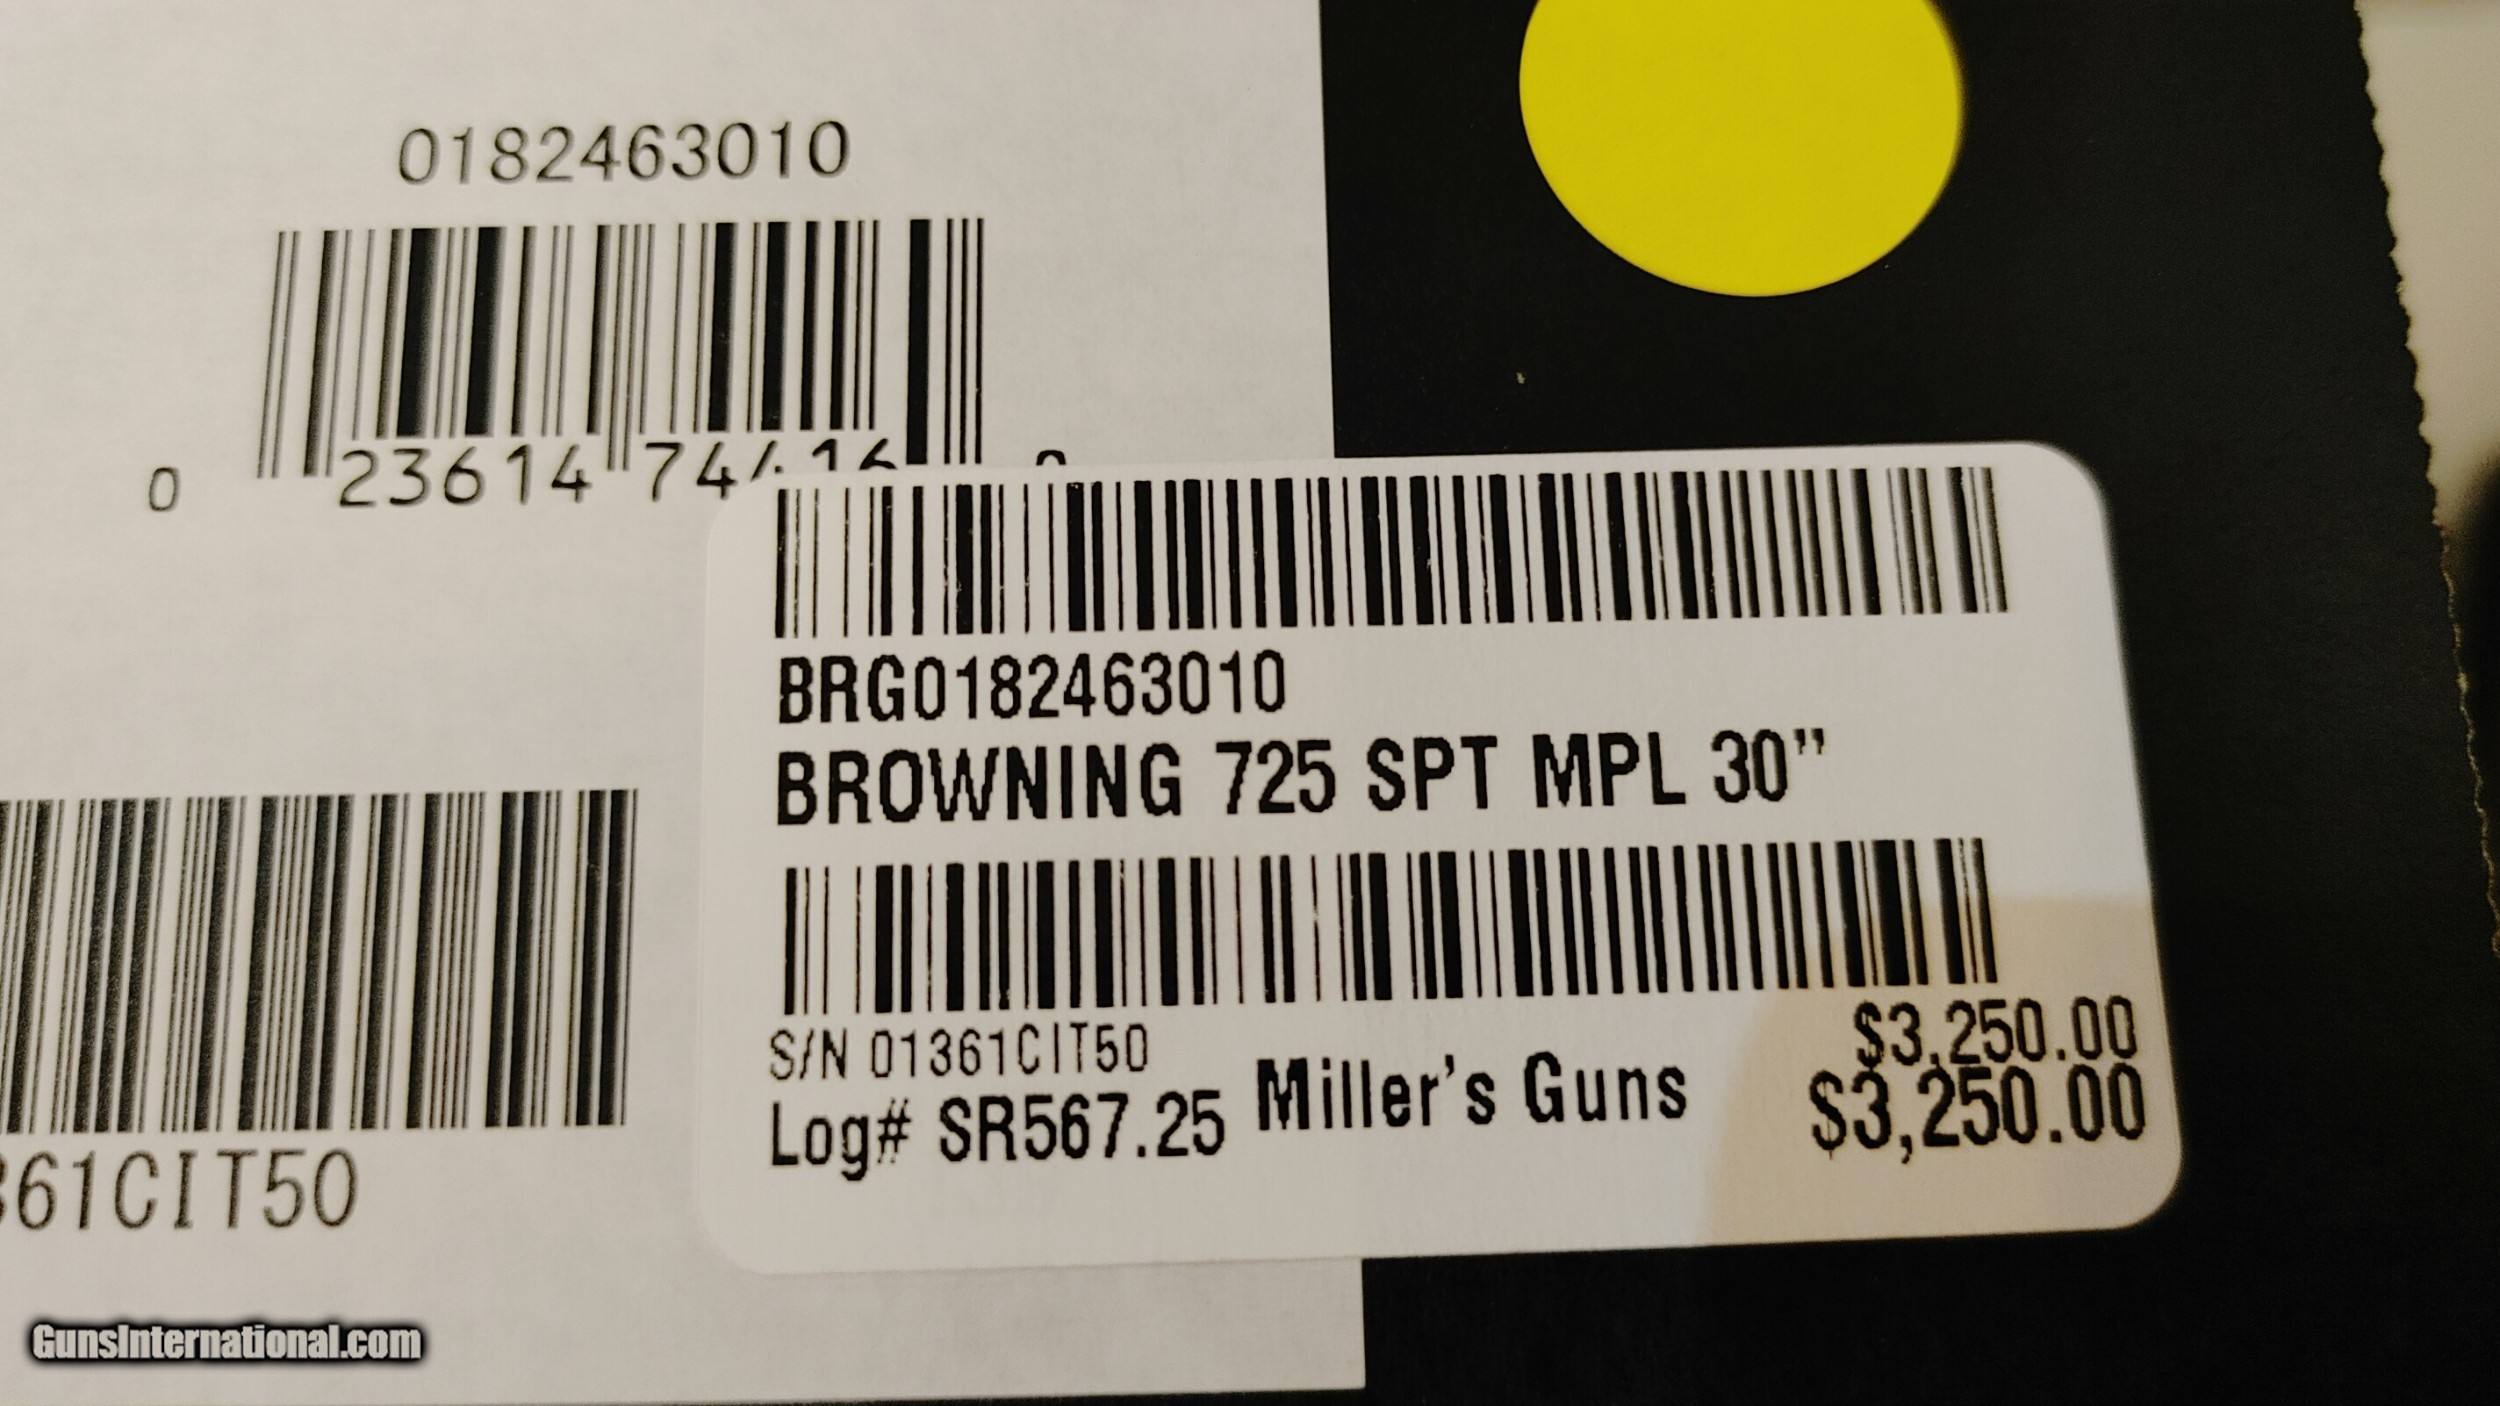 0182463010
0 23614 74416
BRG0182463010
BROWNING 725 SPT MPL 30"
S/N 01361CIT50
$3,250.00
Log# SR567.25 Miller's Guns $3,250.00
361CIT50
GunsInternational.com